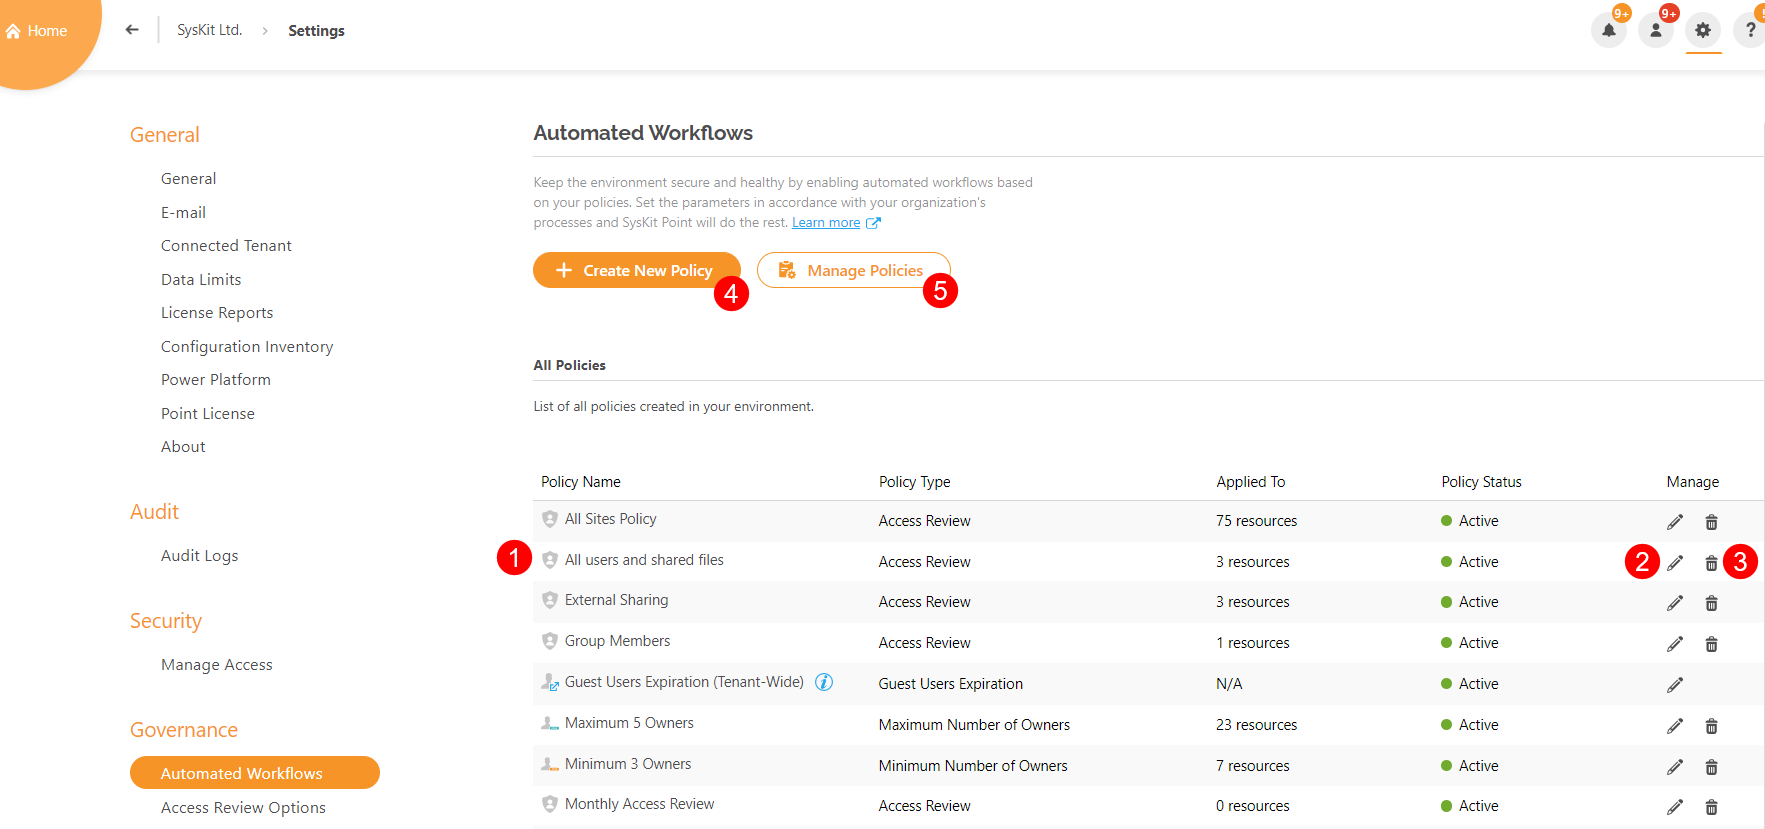 Home
SysKit Ltd. > Settings
9+
9+
?
General
General
E-mail
Connected Tenant
Data Limits
License Reports
Configuration Inventory
Power Platform
Point License
About
Audit
Audit Logs
Security
Manage Access
Governance
Automated Workflows
Access Review Options
Automated Workflows
Keep the environment secure and healthy by enabling automated workflows based
on your policies. Set the parameters in accordance with your organization's
processes and SysKit Point will do the rest. Learn more
+ Create New Policy
4
Manage Policies
5
All Policies
List of all policies created in your environment.
Policy Name Policy Type Applied To Policy Status Manage
All Sites Policy Access Review 75 resources Active
1 All users and shared files Access Review 3 resources Active 2 3
External Sharing Access Review 3 resources Active
Group Members Access Review 1 resources Active
Guest Users Expiration (Tenant-Wide) i Guest Users Expiration N/A Active
Maximum 5 Owners Maximum Number of Owners 23 resources Active
Minimum 3 Owners Minimum Number of Owners 7 resources Active
Monthly Access Review Access Review 0 resources Active